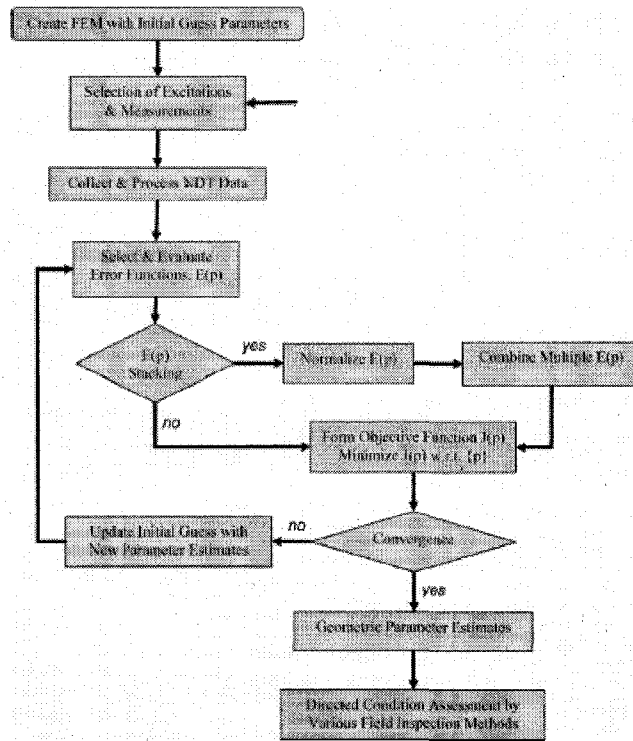 Create FEM with Initial Guess Parameters
Selection of Excitations
& Measurements
Collect & Process NDT Data
Select & Evaluate
Error Functions, E(p)
E(p)
Stacking
yes
Normalize E(p)
Combine Multiple E(p)
no
Form Objective Function J(p)
Minimize J(p) w.r.t. {p}
Convergence
no
Update Initial Guess with
New Parameter Estimates
yes
Geometric Parameter Estimates
Directed Condition Assessment by
Various Field Inspection Methods